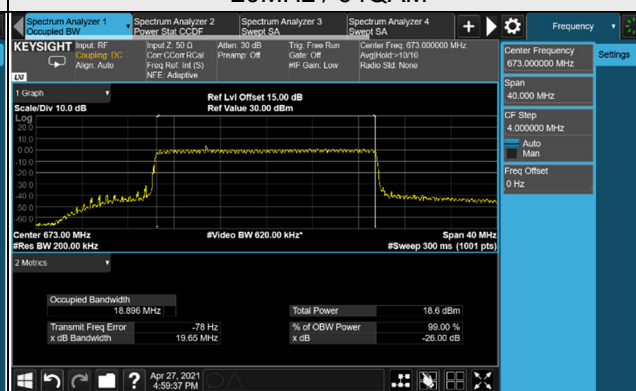 20MHz / 64QAM
Spectrum Analyzer 1
Occupied BW
Spectrum Analyzer 2
Power Stat CCDF
Spectrum Analyzer 3
Swept SA
Spectrum Analyzer 4
Swept SA
+
Frequency
KEYSIGHT
Input: RF
Coupling: DC
Align: Auto
Input Z: 50 Ω
Corr CCorr RCal
Freq Ref: Int (S)
NFE: Adaptive
Atten: 30 dB
Preamp: Off
Trig: Free Run
Gate: Off
#IF Gain: Low
Center Freq: 673.000000 MHz
Avg|Hold:>10/10
Radio Std: None
LXI
Center Frequency
673.000000 MHz
Settings
Span
40.000 MHz
CF Step
4.000000 MHz
Auto
Man
Freq Offset
0 Hz
1 Graph
Scale/Div 10.0 dB
Ref Lvl Offset 15.00 dB
Ref Value 30.00 dBm
Log
20.0
10.0
0.00
-10.0
-20.0
-30.0
-40.0
-50.0
-60.0
Center 673.00 MHz
#Res BW 200.00 kHz
#Video BW 620.00 kHz*
Span 40 MHz
#Sweep 300 ms (1001 pts)
2 Metrics
Occupied Bandwidth
18.896 MHz
Total Power 18.6 dBm
Transmit Freq Error -78 Hz
% of OBW Power 99.00 %
x dB Bandwidth 19.65 MHz
x dB -26.00 dB
?
Apr 27, 2021
4:59:37 PM